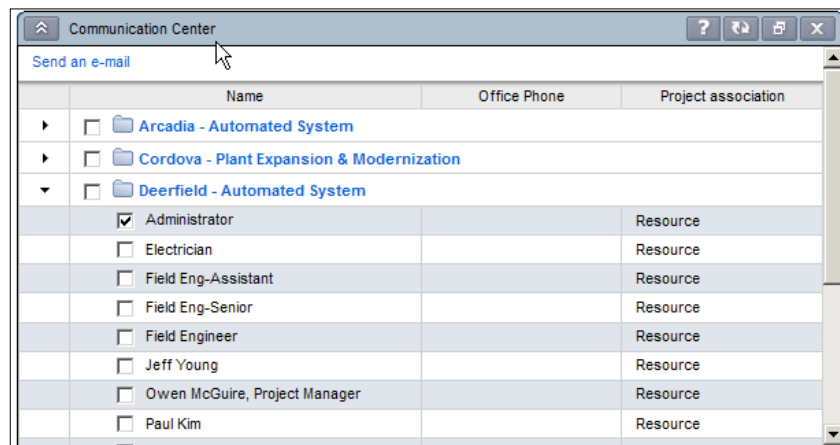 Communication Center ? X
Send an e-mail
Name Office Phone Project association
Arcadia - Automated System
Cordova - Plant Expansion & Modernization
Deerfield - Automated System
Administrator Resource
Electrician Resource
Field Eng-Assistant Resource
Field Eng-Senior Resource
Field Engineer Resource
Jeff Young Resource
Owen McGuire, Project Manager Resource
Paul Kim Resource